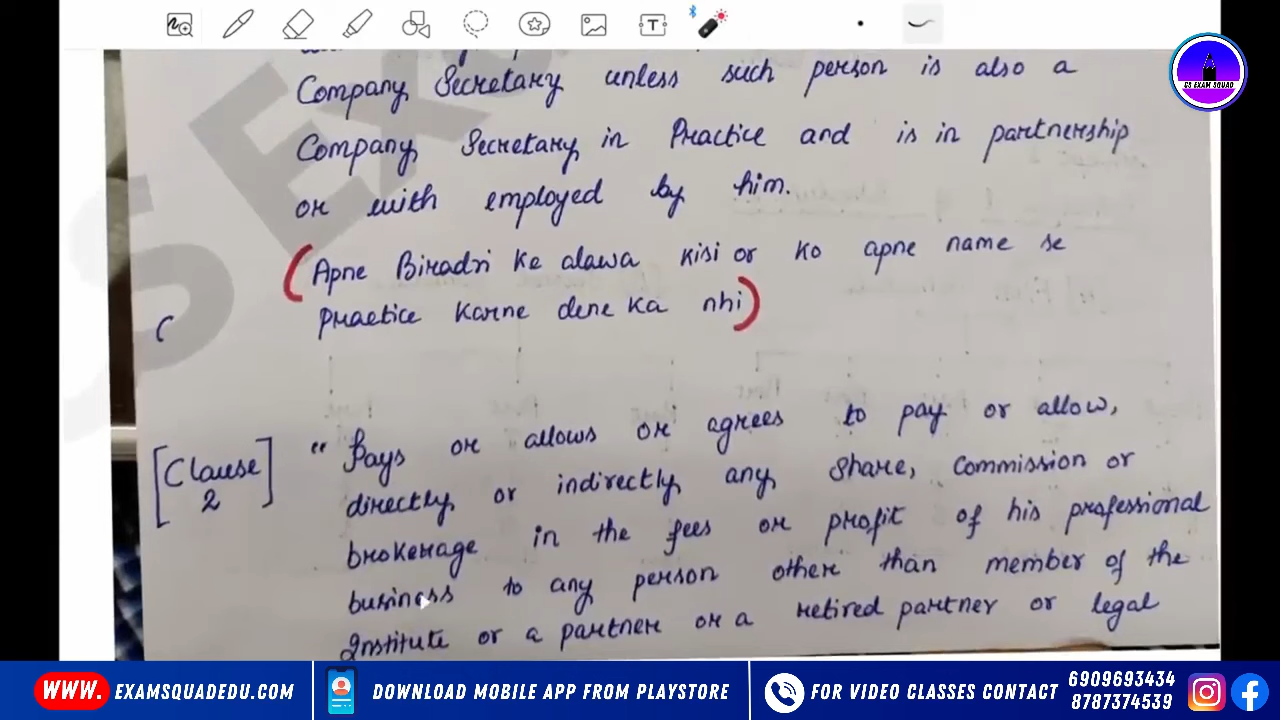 Company Secretary unless such person is also a
Company Secretary in Practice and is in partnership
or with employed by him.
(Apne Biradri ke alawa kisi or ko apne name se
practice karne dene ka nhi)
(
[Clause 2] "Pays or allows or agrees to pay or allow,
directly or indirectly any share, commission or
brokerage in the fees or profit of his professional
business to any person other than member of the
Institute or a partner or a retired partner or legal
CS EXAM SQUAD
S Ex
WWW. EXAMSQUADEDU.COM
DOWNLOAD MOBILE APP FROM PLAYSTORE
FOR VIDEO CLASSES CONTACT 6909693434
8787374539